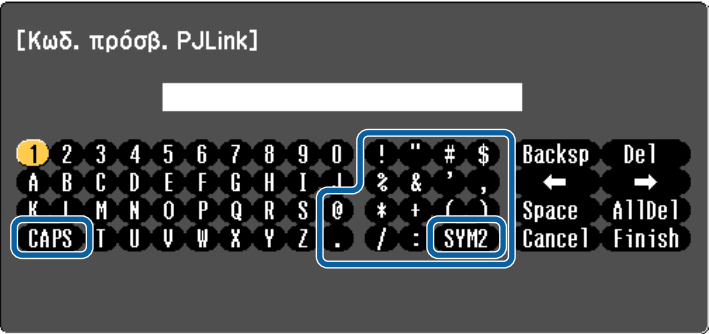 [Κωδ. πρόσβ. PJLink]
1 2 3 4 5 6 7 8 9 0 ! " # $ Backsp Del
A B C D E F G H I J % & ' , ← →
K L M N O P Q R S @ * + ( ) Space AllDel
CAPS T U V W X Y Z . / : SYM2 Cancel Finish